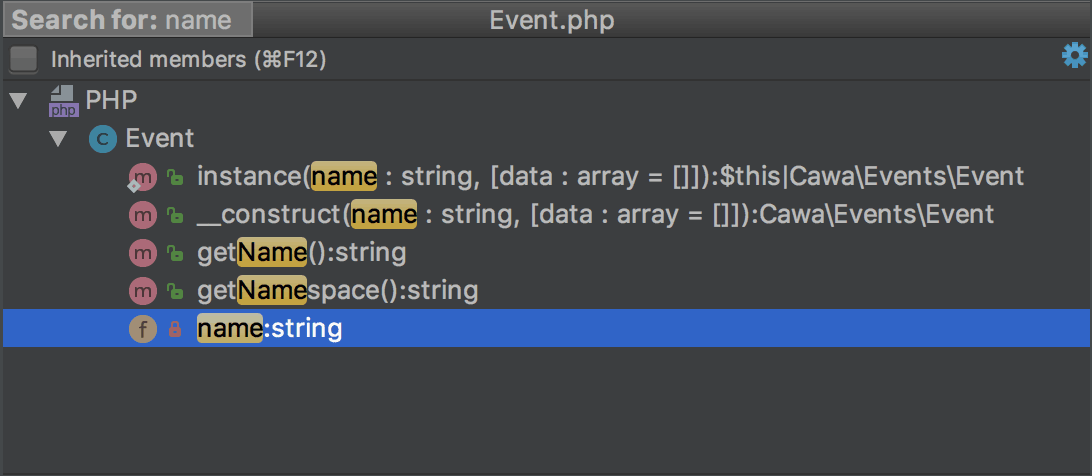 Search for: name
Event.php
Inherited members (⌘F12)
php PHP
C Event
m instance(name : string, [data : array = []]):$this|Cawa\Events\Event
m __construct(name : string, [data : array = []]):Cawa\Events\Event
m getName():string
m getNamespace():string
f name:string